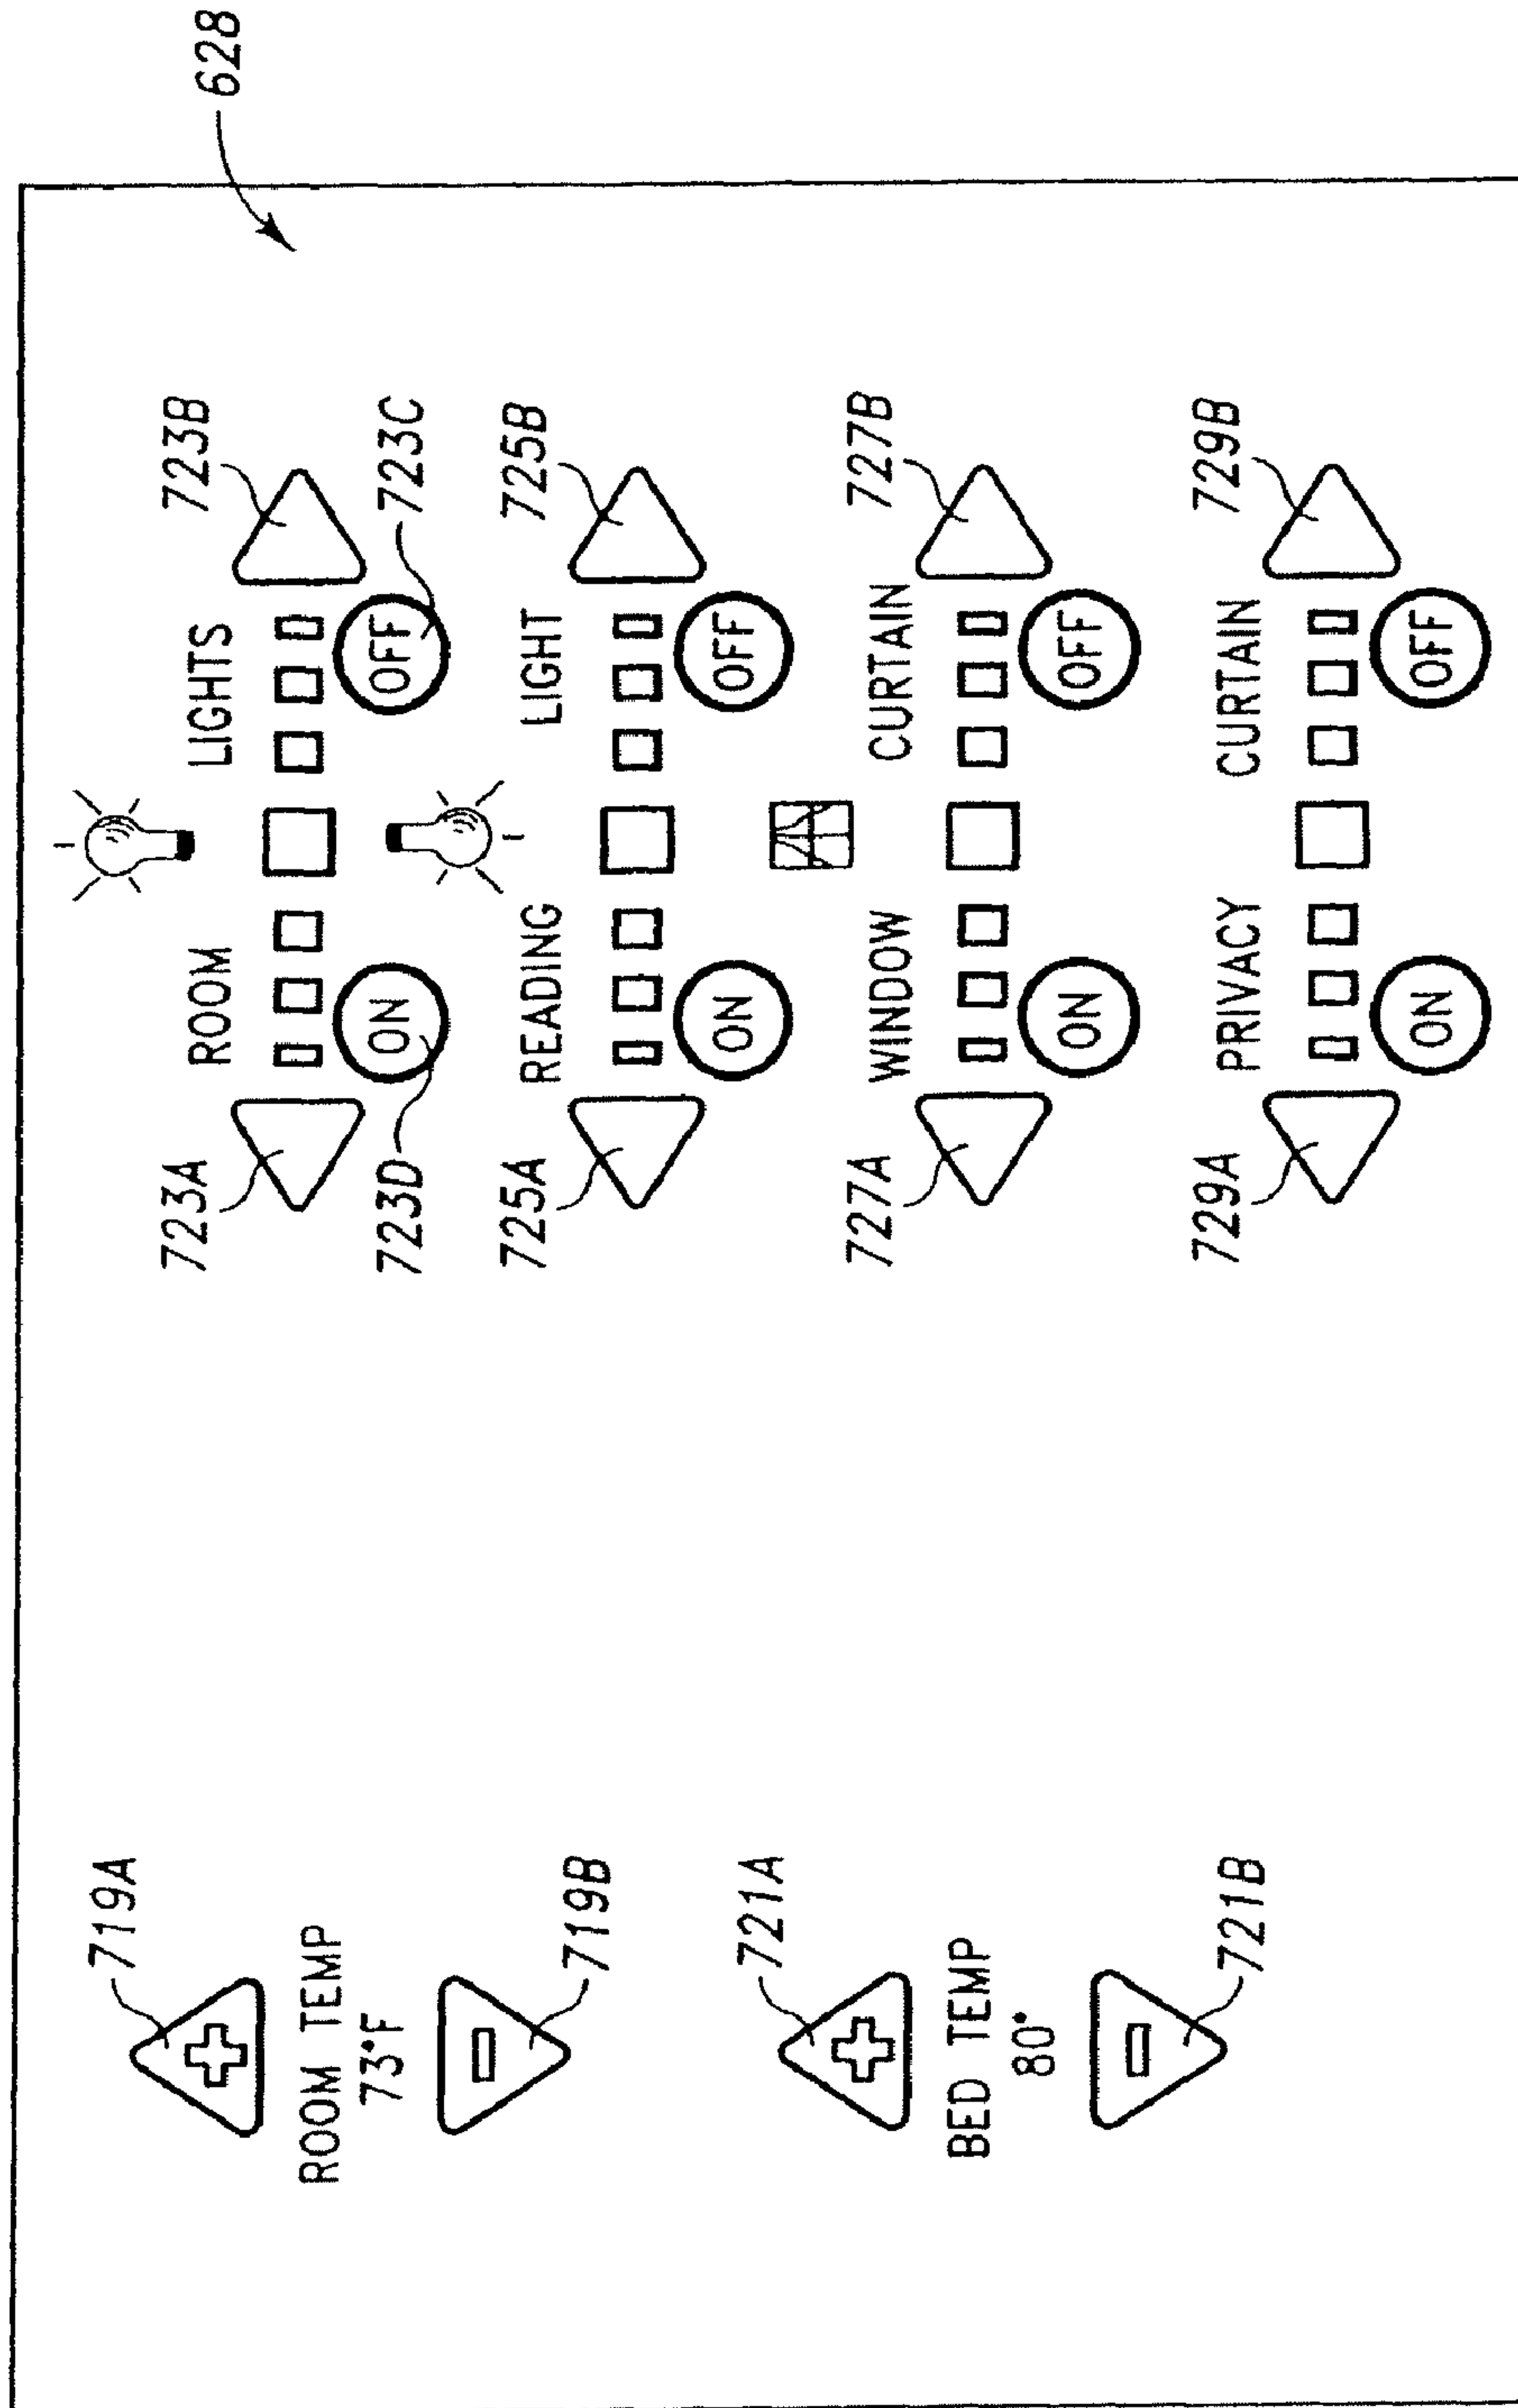 628
719A
ROOM TEMP
73°F
719B
721A
BED TEMP
80°
721B
ROOM LIGHTS
723A 723B
ON OFF
723D 723C
READING LIGHT
725A 725B
ON OFF
WINDOW CURTAIN
727A 727B
ON OFF
PRIVACY CURTAIN
729A 729B
ON OFF